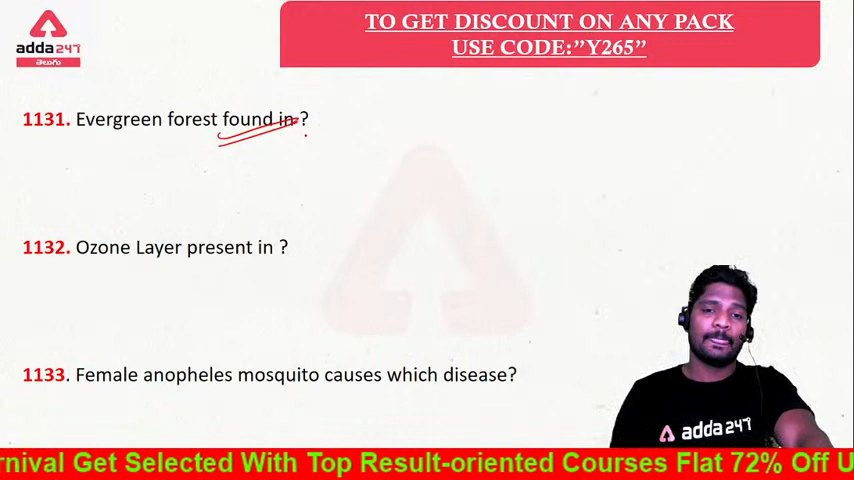 TO GET DISCOUNT ON ANY PACK
USE CODE:"Y265"
adda247
తెలుగు
1131. Evergreen forest found in ?
1132. Ozone Layer present in ?
1133. Female anopheles mosquito causes which disease?
adda247
rnival Get Selected With Top Result-oriented Courses Flat 72% Off U